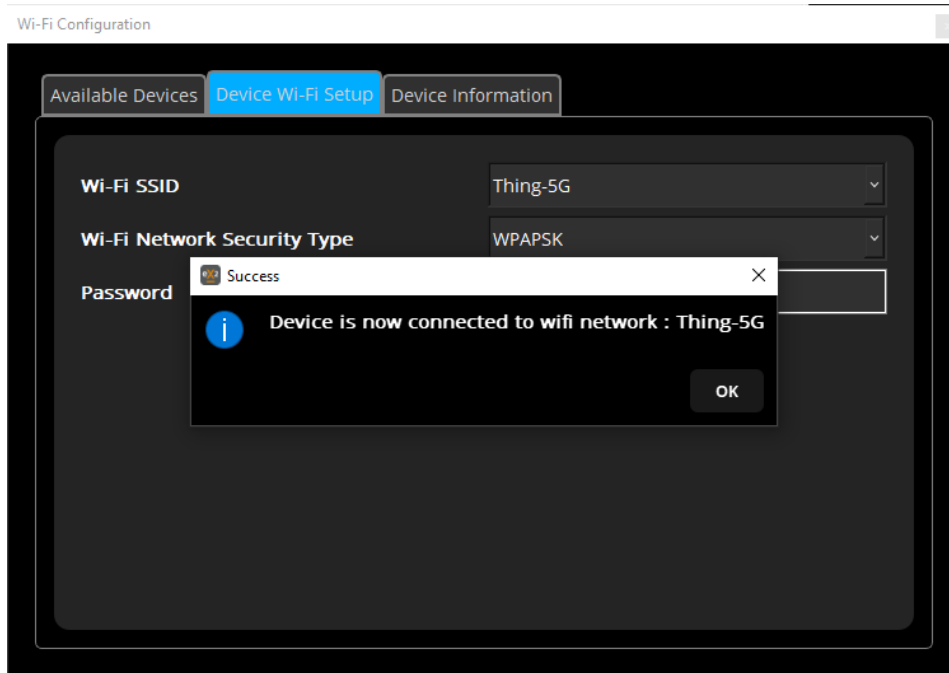 Wi-Fi Configuration
Available Devices Device Wi-Fi Setup Device Information
Wi-Fi SSID Thing-5G
Wi-Fi Network Security Type WPAPSK
Password
Success
Device is now connected to wifi network : Thing-5G
OK